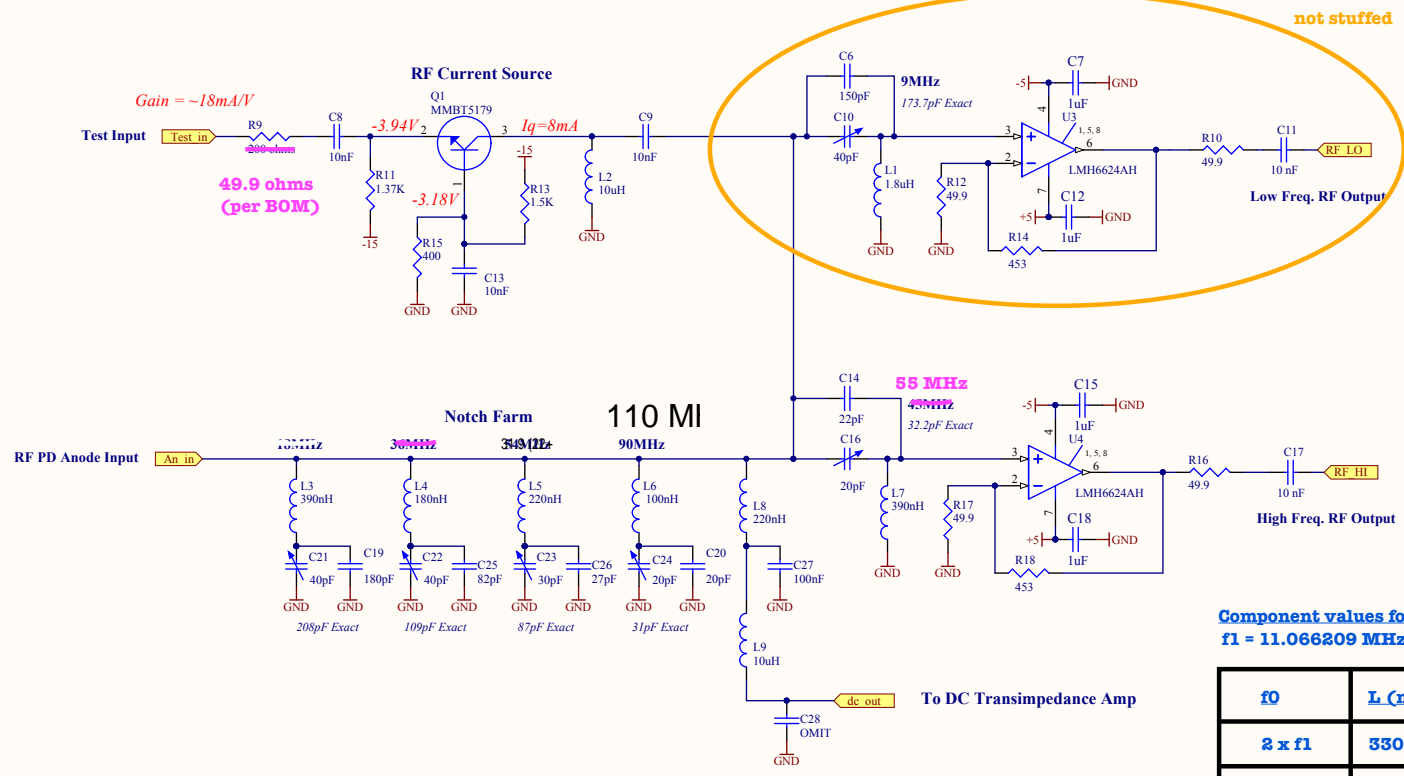 not stuffed
RF Current Source
Gain = ~18mA/V
Test Input
Test_in
R9
200 ohms
49.9 ohms
(per BOM)
C8
10nF
-3.94V
2
Q1
MMBT5179
3
1
Iq=8mA
R11
1.37K
-15
-3.18V
-15
R13
1.5K
R15
400
GND
C13
10nF
GND
L2
10uH
GND
C9
10nF
C6
150pF
9MHz
173.7pF Exact
C10
40pF
L1
1.8uH
GND
R12
49.9
GND
3
2
-5
C7
1uF
GND
4
U3
1, 5, 8
6
LMH6624AH
7
+5
C12
1uF
GND
R14
453
R10
49.9
C11
10 nF
RF_LO
Low Freq. RF Output
Notch Farm
110 MI
RF PD Anode Input
An_in
18MHz
36MHz
90MHz
L3
390nH
C21
40pF
C19
180pF
GND
GND
208pF Exact
L4
180nH
C22
40pF
C25
82pF
GND
GND
109pF Exact
L5
220nH
C23
30pF
C26
27pF
GND
GND
87pF Exact
L6
100nH
C24
20pF
C20
20pF
GND
GND
31pF Exact
L8
220nH
C27
100nF
GND
L9
10uH
C28
OMIT
GND
dc_out
To DC Transimpedance Amp
C14
22pF
55 MHz
45MHz
32.2pF Exact
C16
20pF
L7
390nH
GND
R17
49.9
GND
3
2
-5
C15
1uF
GND
4
U4
1, 5, 8
6
LMH6624AH
7
+5
C18
1uF
GND
R18
453
R16
49.9
C17
10 nF
RF_HI
High Freq. RF Output
Component values fo
f1 = 11.066209 MHz
f0
L (n
2 x f1
330